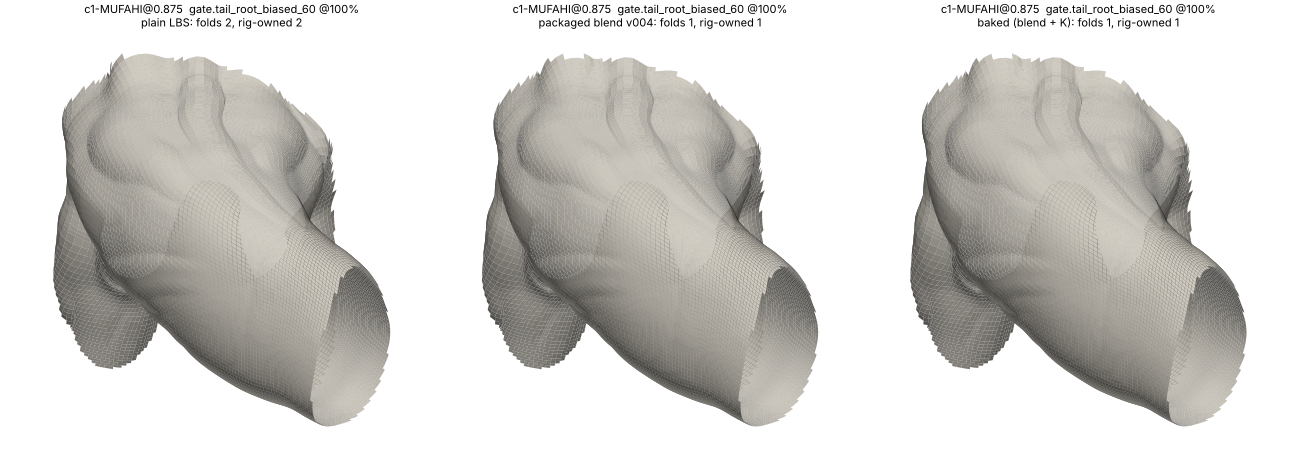 c1-MUFAHI@0.875 gate.tail_root_biased_60 @100%
plain LBS: folds 2, rig-owned 2
c1-MUFAHI@0.875 gate.tail_root_biased_60 @100%
packaged blend v004: folds 1, rig-owned 1
c1-MUFAHI@0.875 gate.tail_root_biased_60 @100%
baked (blend + K): folds 1, rig-owned 1